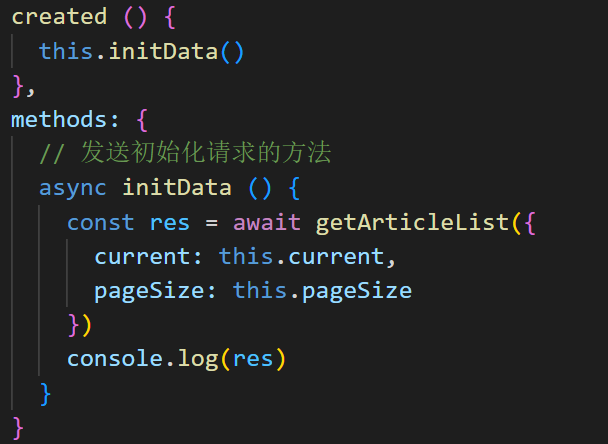 created () {
  this.initData()
},
methods: {
  // 发送初始化请求的方法
  async initData () {
    const res = await getArticleList({
      current: this.current,
      pageSize: this.pageSize
    })
    console.log(res)
  }
}